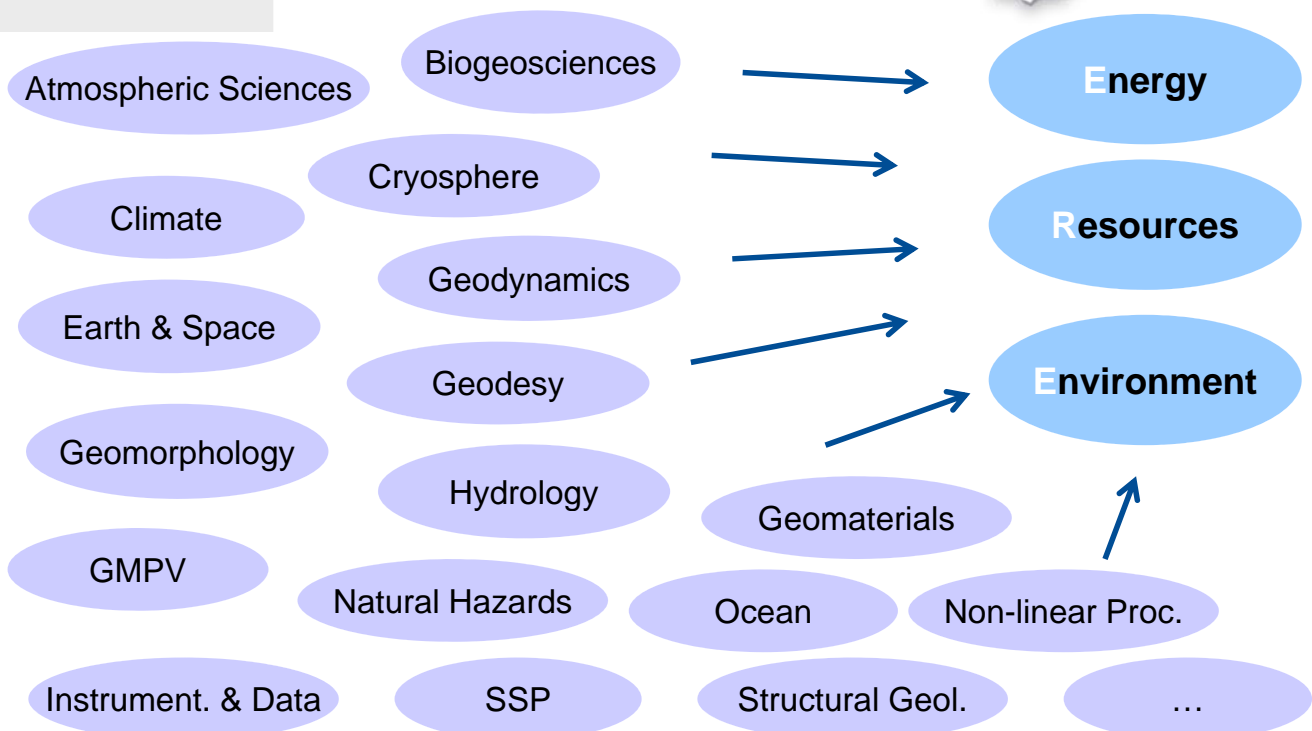 Atmospheric Sciences
Biogeosciences
Energy
Cryosphere
Climate
Resources
Geodynamics
Earth & Space
Geodesy
Environment
Geomorphology
Hydrology
Geomaterials
GMPV
Natural Hazards
Ocean
Non-linear Proc.
Instrument. & Data
SSP
Structural Geol.
…